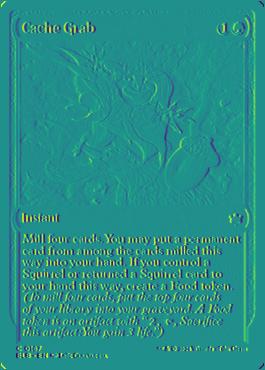 Cache Grab
Instant
Mill four cards. You may put a permanent
card from among the cards milled this
way into your hand. If you control a
Squirrel or returned a Squirrel card to
your hand this way, create a Food token.
(To mill four cards, put the top four cards
of your library into your graveyard. A Food
token is an artifact with "2, , Sacrifice
this artifact: You gain 3 life.")